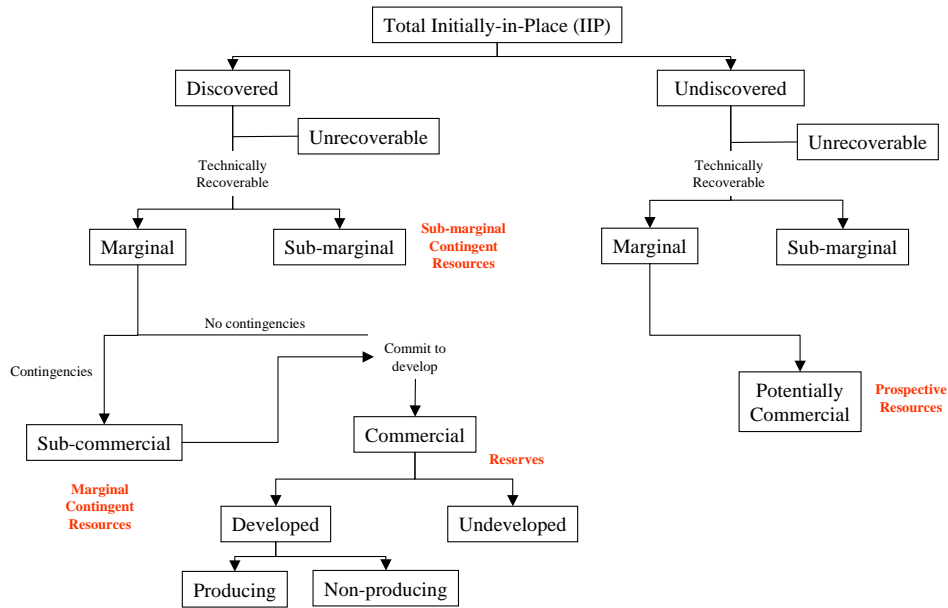 Total Initially-in-Place (IIP)
Discovered
Undiscovered
Unrecoverable
Unrecoverable
Technically
Recoverable
Technically
Recoverable
Marginal
Sub-marginal
Sub-marginal
Contingent
Resources
Marginal
Sub-marginal
No contingencies
Contingencies
Commit to
develop
Potentially
Commercial
Prospective
Resources
Sub-commercial
Commercial
Reserves
Marginal
Contingent
Resources
Developed
Undeveloped
Producing
Non-producing